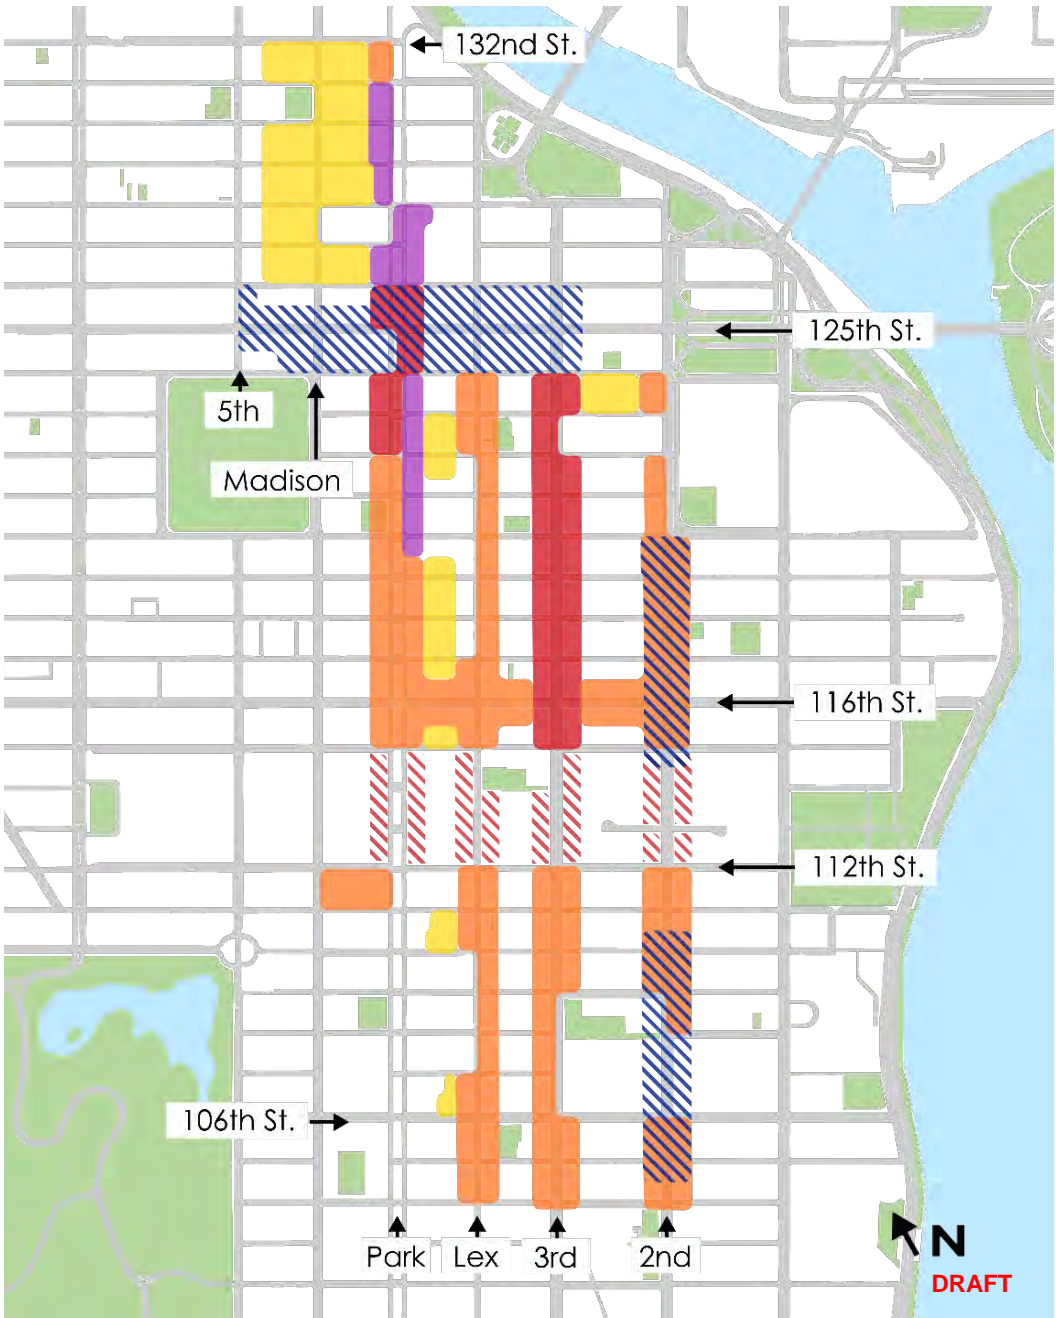 132nd St.
125th St.
5th
Madison
116th St.
112th St.
106th St.
Park
Lex
3rd
2nd
N
DRAFT